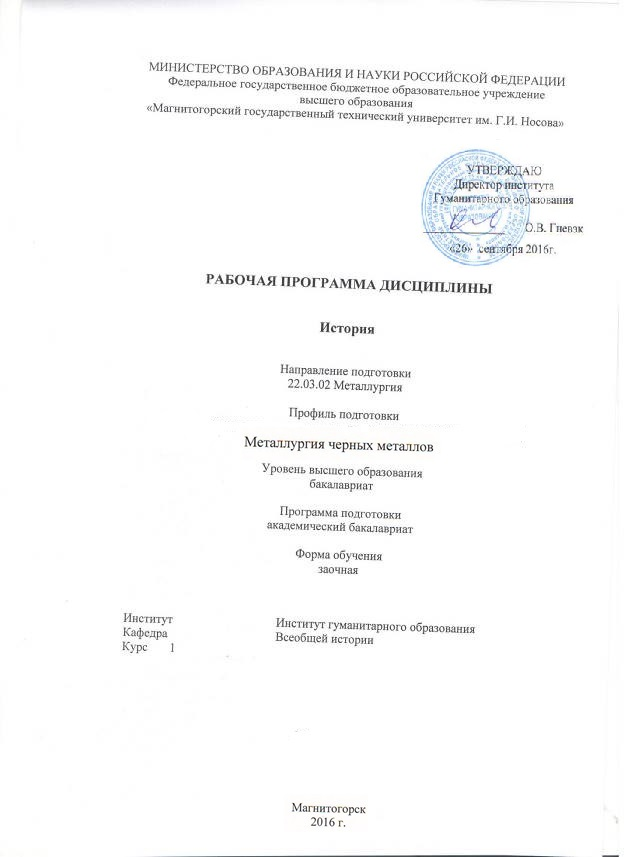 МИНИСТЕРСТВО ОБРАЗОВАНИЯ И НАУКИ РОССИЙСКОЙ ФЕДЕРАЦИИ
Федеральное государственное бюджетное образовательное учреждение
высшего образования
«Магнитогорский государственный технический университет им. Г.И. Носова»
УТВЕРЖДАЮ
Директор института
Гуманитарного образования
О.В. Гневэк
«26» сентября 2016г.
РАБОЧАЯ ПРОГРАММА ДИСЦИПЛИНЫ
История
Направление подготовки
22.03.02 Металлургия
Профиль подготовки
Металлургия черных металлов
Уровень высшего образования
бакалавриат
Программа подготовки
академический бакалавриат
Форма обучения
заочная
Институт Институт гуманитарного образования
Кафедра Всеобщей истории
Курс 1
Магнитогорск
2016 г.